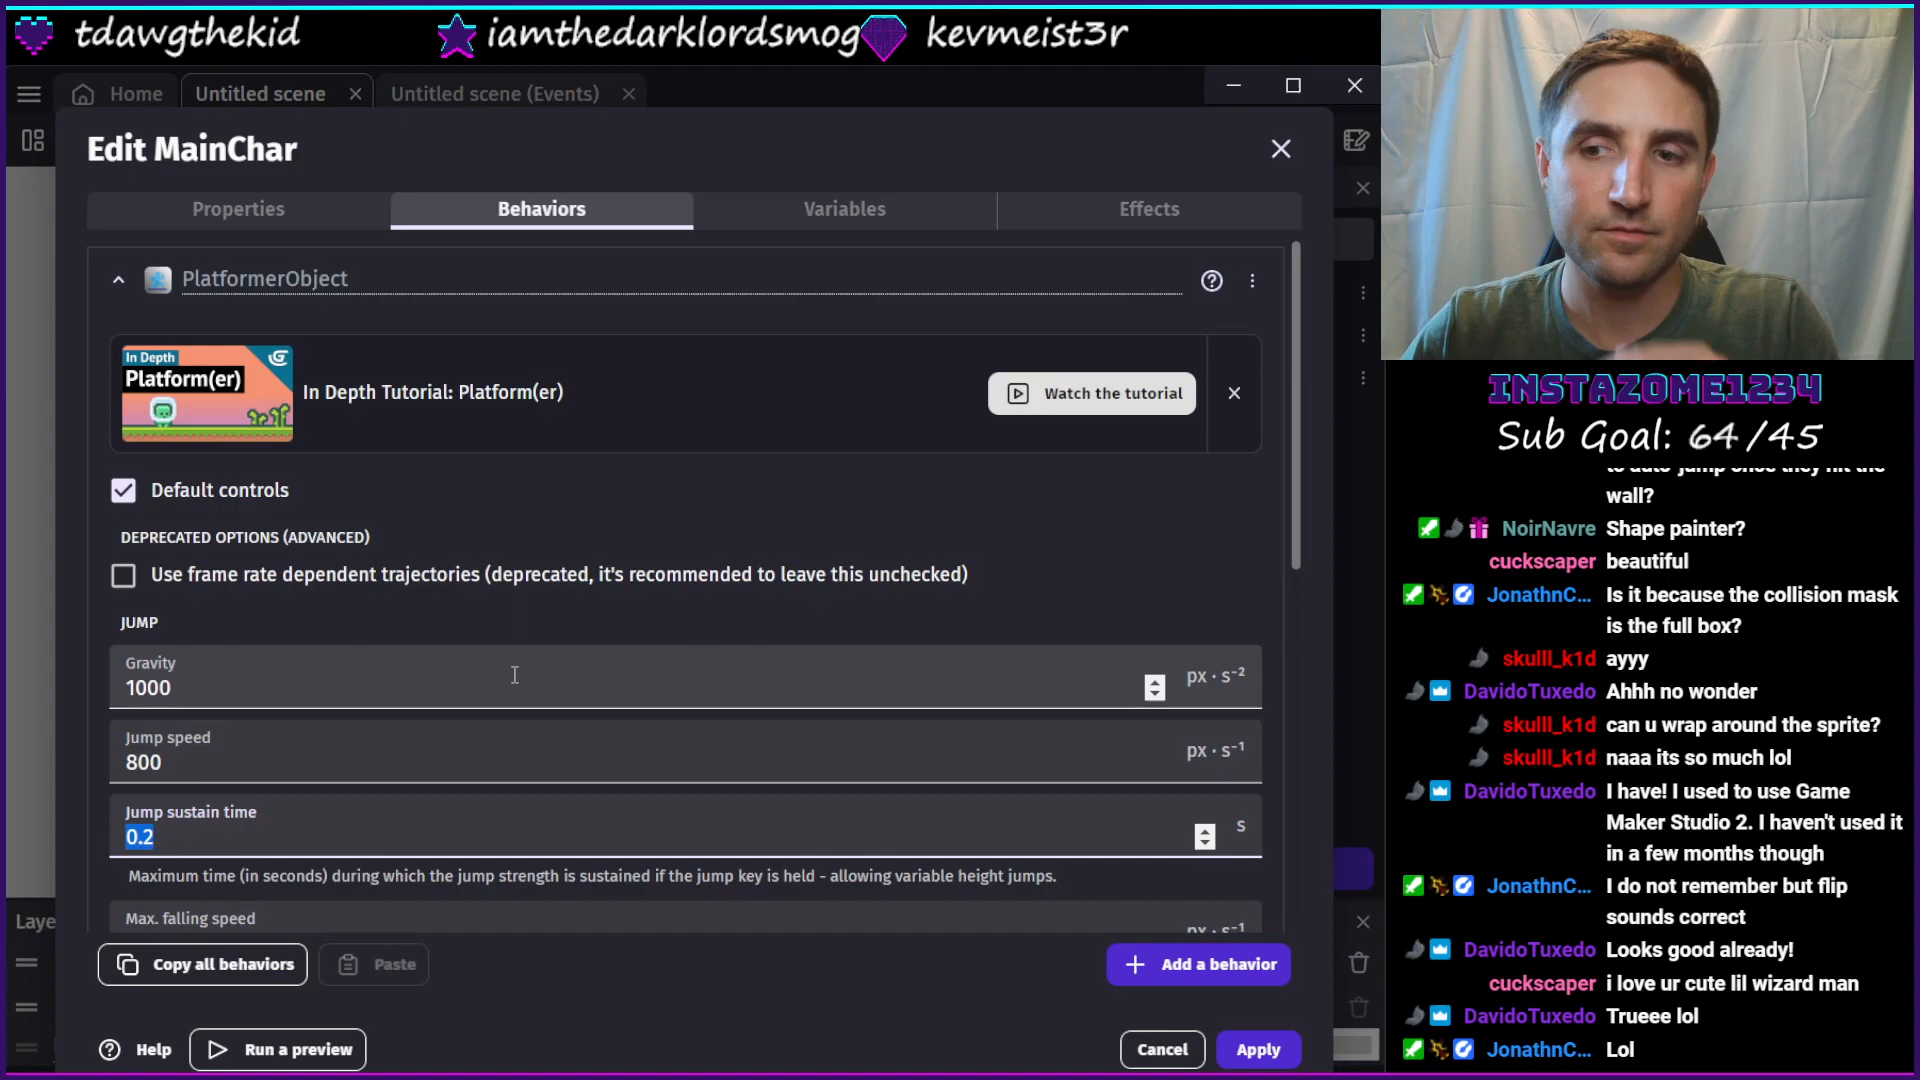 tdawgthekid
iamthedarklordsmog
kevmeist3r
Home
Untitled scene
Untitled scene (Events)
Edit MainChar
Properties
Behaviors
Variables
Effects
PlatformerObject
In Depth
Platform(er)
In Depth Tutorial: Platform(er)
Watch the tutorial
Default controls
DEPRECATED OPTIONS (ADVANCED)
Use frame rate dependent trajectories (deprecated, it's recommended to leave this unchecked)
JUMP
Gravity
1000
px · s⁻²
Jump speed
800
px · s⁻¹
Jump sustain time
0.2
s
Maximum time (in seconds) during which the jump strength is sustained if the jump key is held - allowing variable height jumps.
Max. falling speed
px · s⁻¹
Laye
Copy all behaviors
Paste
Add a behavior
Help
Run a preview
Cancel
Apply
INSTAZOME1234
Sub Goal: 64/45
to auto-jump once they hit the
wall?
NoirNavre Shape painter?
cuckscaper beautiful
JonathnC... Is it because the collision mask
is the full box?
skulll_k1d ayyy
DavidoTuxedo Ahhh no wonder
skulll_k1d can u wrap around the sprite?
skulll_k1d naaa its so much lol
DavidoTuxedo I have! I used to use Game
Maker Studio 2. I haven't used it
in a few months though
JonathnC... I do not remember but flip
sounds correct
DavidoTuxedo Looks good already!
cuckscaper i love ur cute lil wizard man
DavidoTuxedo Trueee lol
JonathnC... Lol